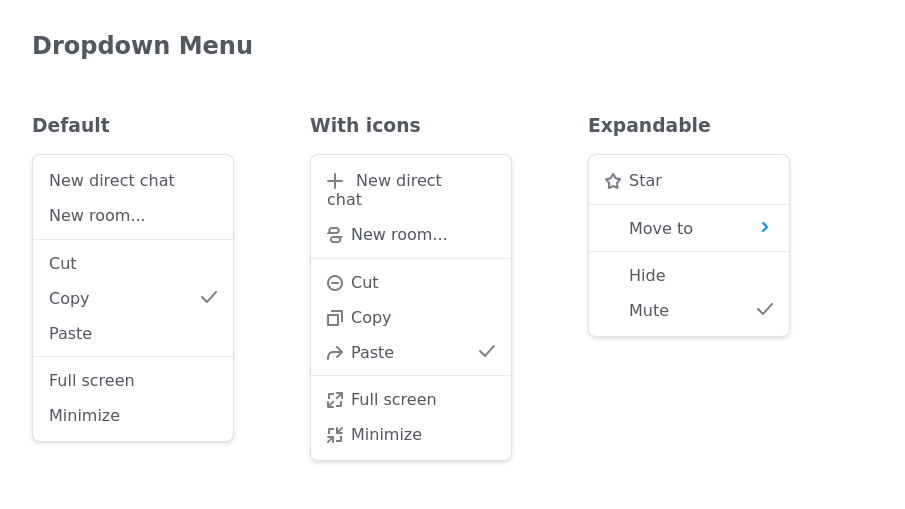 Dropdown Menu
Default
New direct chat
New room...
Cut
Copy
Paste
Full screen
Minimize
With icons
New direct
chat
New room...
Cut
Copy
Paste
Full screen
Minimize
Expandable
Star
Move to
Hide
Mute